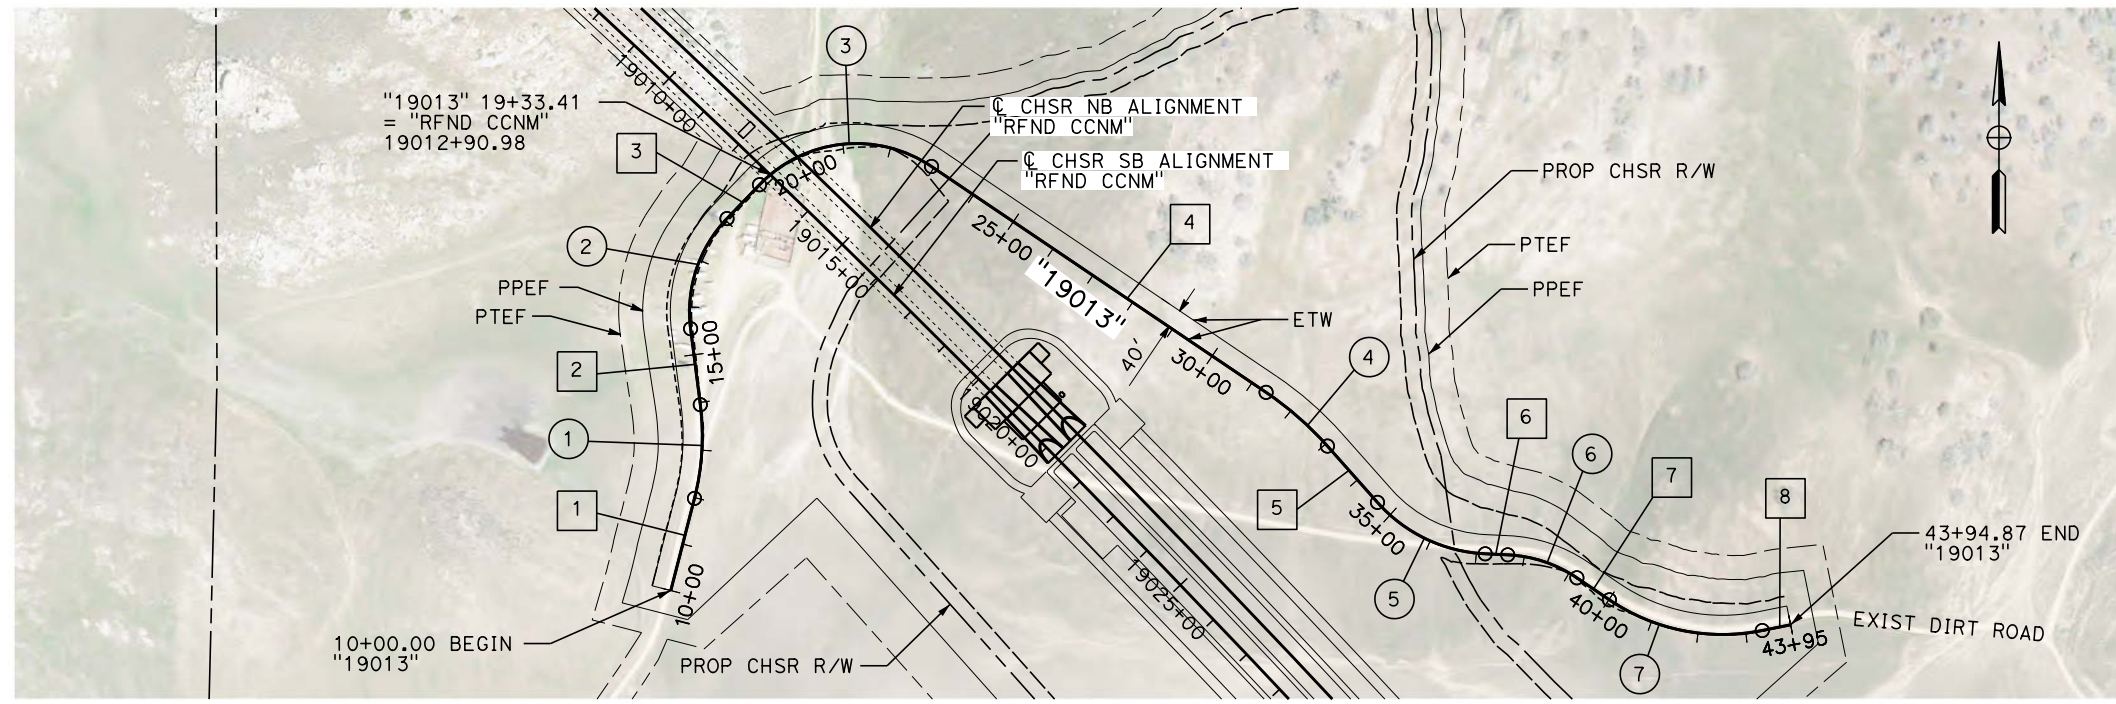 3
19010+00
"19013" 19+33.41
= "RFND CCNM"
19012+90.98
℄ CHSR NB ALIGNMENT
"RFND CCNM"
℄ CHSR SB ALIGNMENT
"RFND CCNM"
3
20+00
PROP CHSR R/W
4
2
19015+00
25+00
"19013"
PTEF
PPEF
PPEF
PTEF
ETW
15+00
2
40'
30+00
4
1
19020+00
6
6
7
1
5
35+00
8
43+94.87 END
"19013"
10+00
19025+00
5
40+00
EXIST DIRT ROAD
10+00.00 BEGIN
"19013"
PROP CHSR R/W
7
43+95